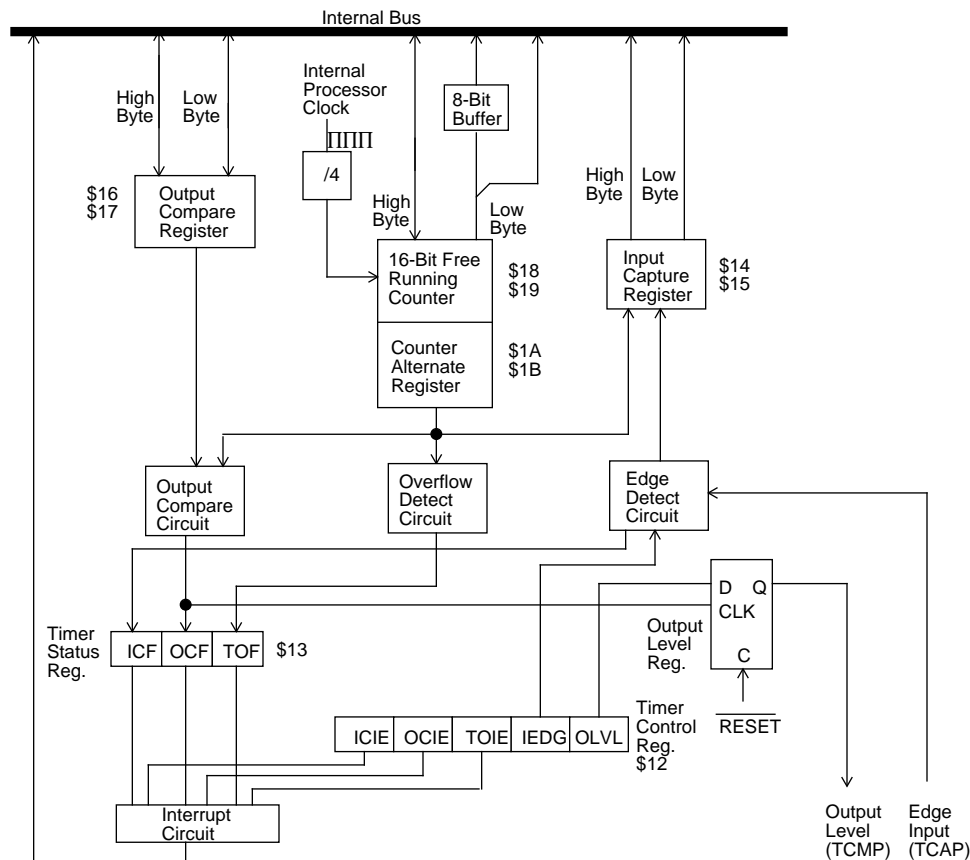 Internal Bus
High
Byte
Low
Byte
Internal
Processor
Clock
8-Bit
Buffer
/4
High
Byte
Low
Byte
High
Byte
Low
Byte
$16
$17
Output
Compare
Register
16-Bit Free
Running
Counter
$18
$19
Input
Capture
Register
$14
$15
Counter
Alternate
Register
$1A
$1B
Output
Compare
Circuit
Overflow
Detect
Circuit
Edge
Detect
Circuit
D Q
CLK
C
Output
Level
Reg.
RESET
Timer
Status
Reg.
ICF OCF TOF
$13
ICIE OCIE TOIE IEDG OLVL
Timer
Control
Reg.
$12
Interrupt
Circuit
Output
Level
(TCMP)
Edge
Input
(TCAP)